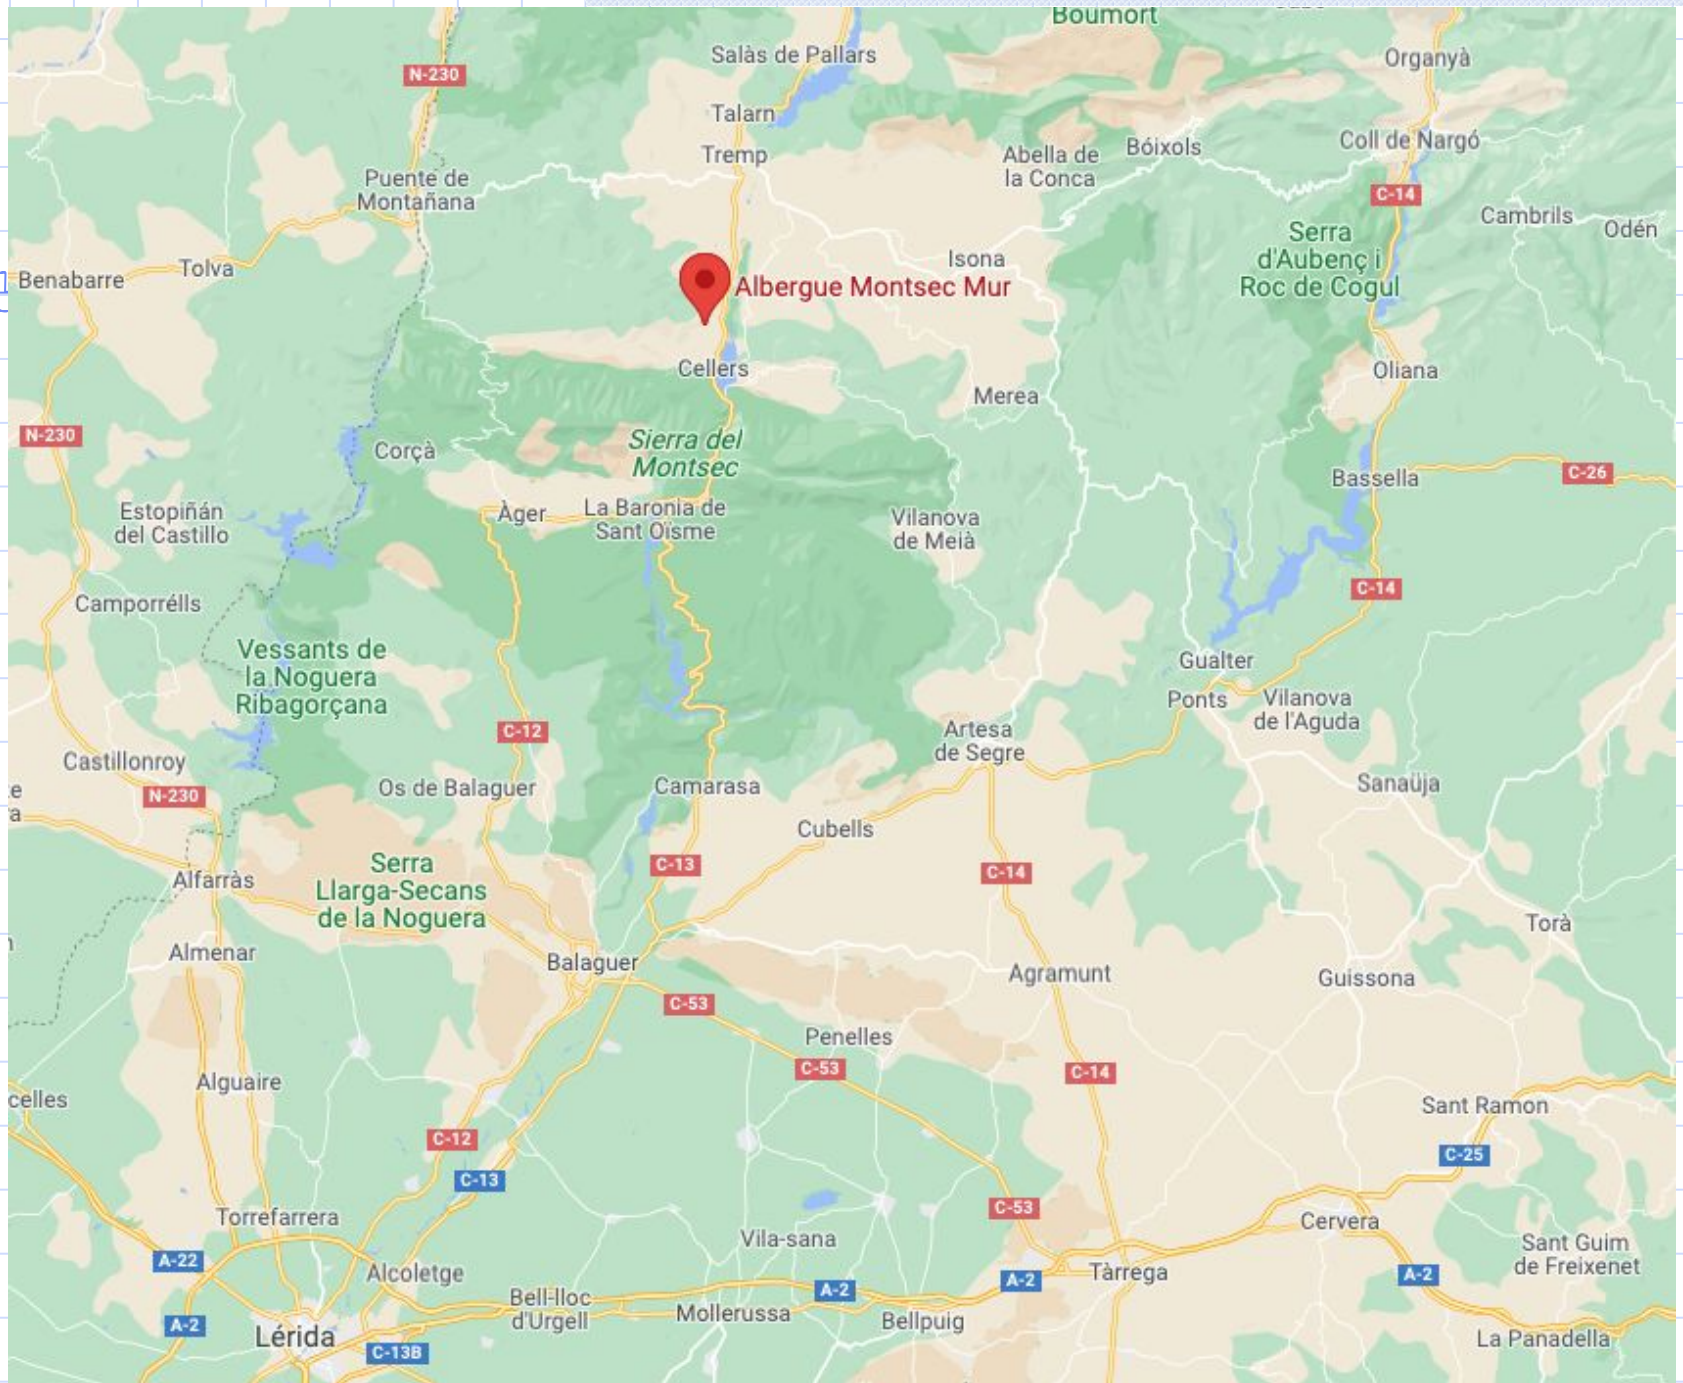 Boumort
Salàs de Pallars
Organyà
N-230
Talarn
Tremp
Abella de
la Conca
Bóixols
Coll de Nargó
Puente de
Montañana
C-14
Cambrils
Odén
Serra
d'Aubenç i
Roc de Cogul
Benabarre
Tolva
Isona
Albergue Montsec Mur
Cellers
Oliana
Merea
N-230
Corçà
Sierra del
Montsec
Bassella
C-26
Estopiñán
del Castillo
Àger
La Baronia de
Sant Oïsme
Vilanova
de Meià
C-14
Camporrélls
Vessants de
la Noguera
Ribagorçana
Gualter
Ponts
Vilanova
de l'Aguda
C-12
Artesa
de Segre
Castillonroy
N-230
Os de Balaguer
Camarasa
Sanaüja
Cubells
Serra
Llarga-Secans
de la Noguera
C-13
C-14
Alfarràs
Torà
Almenar
Balaguer
Agramunt
Guissona
C-53
Penelles
C-53
C-14
Alguaire
celles
Sant Ramon
C-12
C-13
C-25
C-53
Torrefarrera
Vila-sana
Cervera
Sant Guim
de Freixenet
A-22
Alcoletge
A-2
A-2
Tàrrega
A-2
Bell-lloc
d'Urgell
Mollerussa
Bellpuig
A-2
Lérida
C-13B
La Panadella